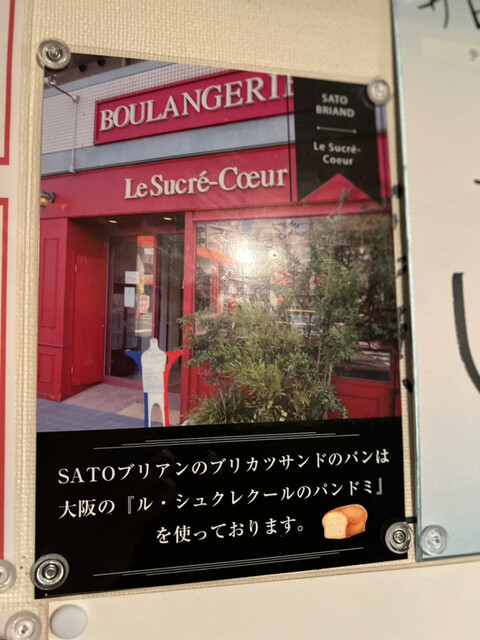 BOULANGERIE
Le Sucré-Cœur
SATO
BRIAND
Le Sucré-
Coeur
SATOブリアンのブリカツサンドのパンは
大阪の『ル・シュクレクールのパンドミ』
を使っております。